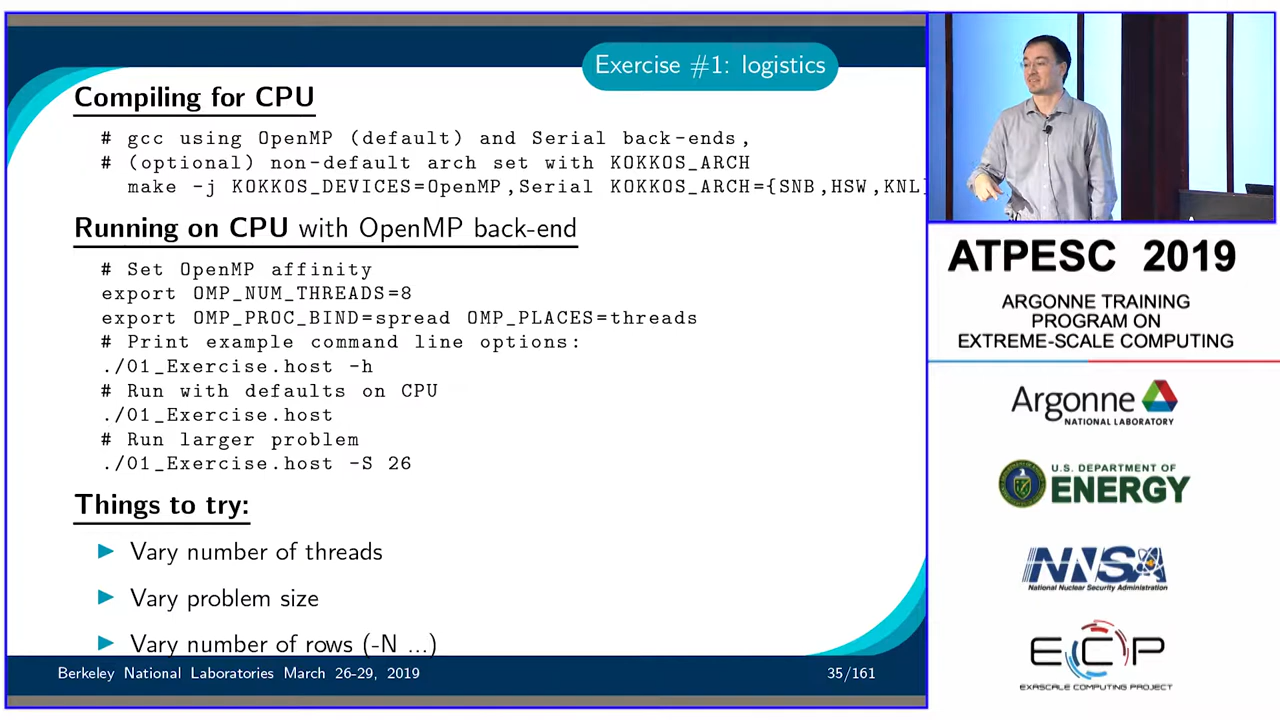 Exercise #1: logistics
Compiling for CPU
# gcc using OpenMP (default) and Serial back-ends,
# (optional) non-default arch set with KOKKOS_ARCH
make -j KOKKOS_DEVICES=OpenMP,Serial KOKKOS_ARCH={SNB,HSW,KNL}
Running on CPU with OpenMP back-end
# Set OpenMP affinity
export OMP_NUM_THREADS=8
export OMP_PROC_BIND=spread OMP_PLACES=threads
# Print example command line options:
./01_Exercise.host -h
# Run with defaults on CPU
./01_Exercise.host
# Run larger problem
./01_Exercise.host -S 26
Things to try:
Vary number of threads
Vary problem size
Vary number of rows (-N ...)
Berkeley National Laboratories March 26-29, 2019
35/161
ATPESC 2019
ARGONNE TRAINING
PROGRAM ON
EXTREME-SCALE COMPUTING
Argonne
NATIONAL LABORATORY
U.S. DEPARTMENT OF
ENERGY
NNSA
National Nuclear Security Administration
ECP
EXASCALE COMPUTING PROJECT